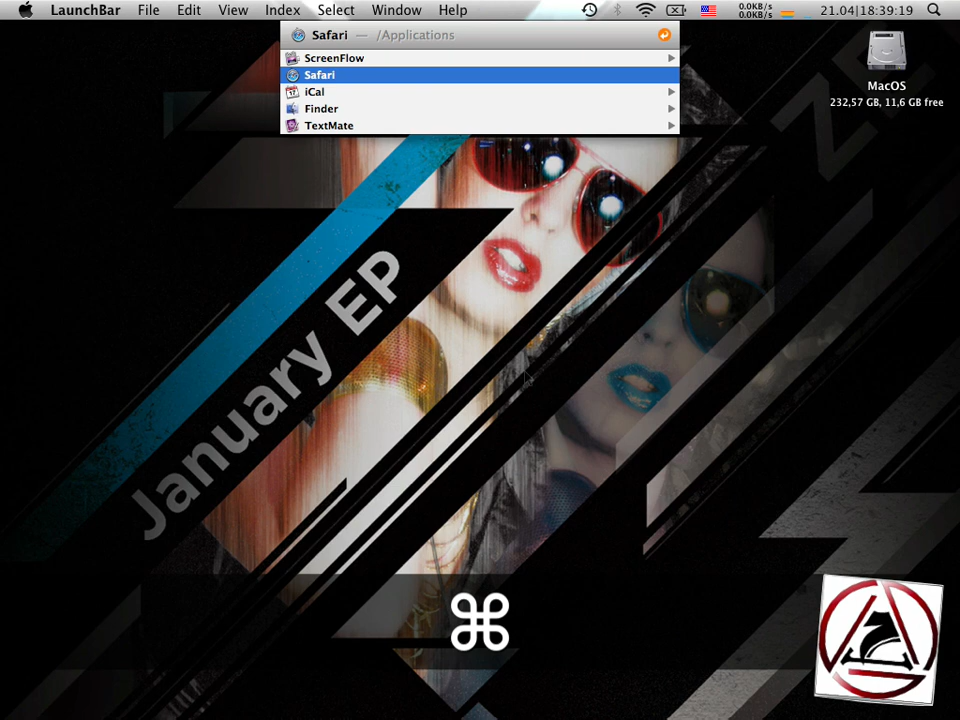 LaunchBar File Edit View Index Select Window Help 0.0KB/s 0.0KB/s 21.04|18:39:19
Safari — /Applications
ScreenFlow
Safari
iCal
17
Finder
TextMate
MacOS
232,57 GB, 11,6 GB free
January EP
⌘